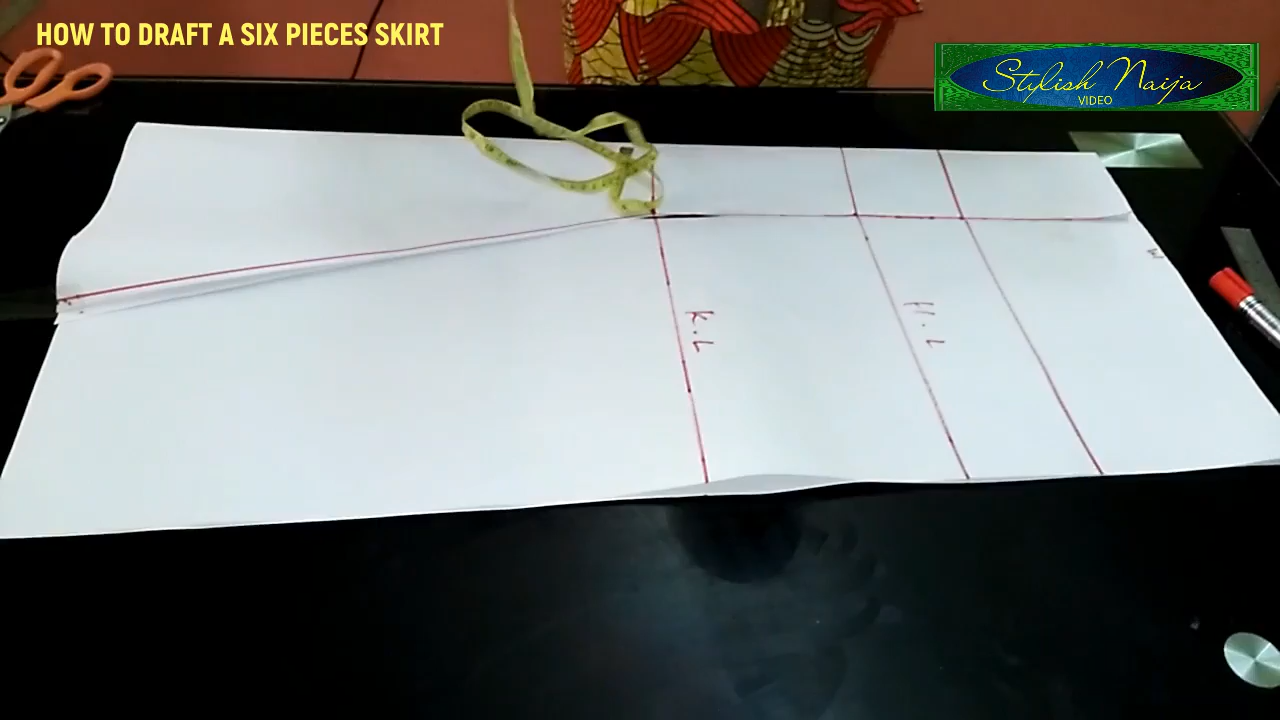 HOW TO DRAFT A SIX PIECES SKIRT
Stylish Naija
VIDEO
W
K.L
H.L